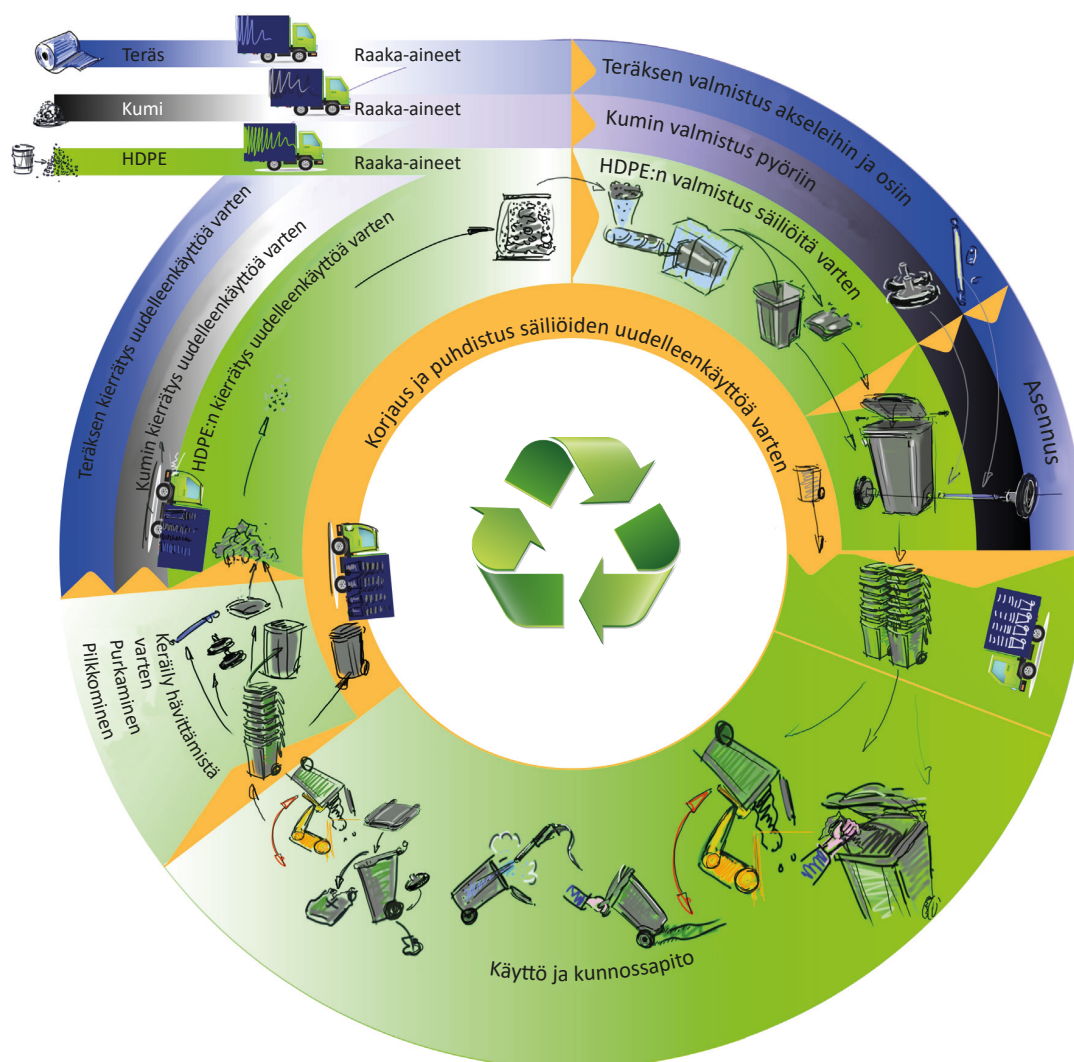 Teräs
Raaka-aineet
Kumi
Raaka-aineet
HDPE
Raaka-aineet
Teräksen valmistus akseleihin ja osiin
Kumin valmistus pyöriin
HDPE:n valmistus säiliöitä varten
Asennus
Teräksen kierrätys uudelleenkäyttöä varten
Kumin kierrätys uudelleenkäyttöä varten
HDPE:n kierrätys uudelleenkäyttöä varten
Korjaus ja puhdistus säiliöiden uudelleenkäyttöä varten
keräily hävittämistä
varten
Purkaminen
Pilkkominen
Käyttö ja kunnossapito